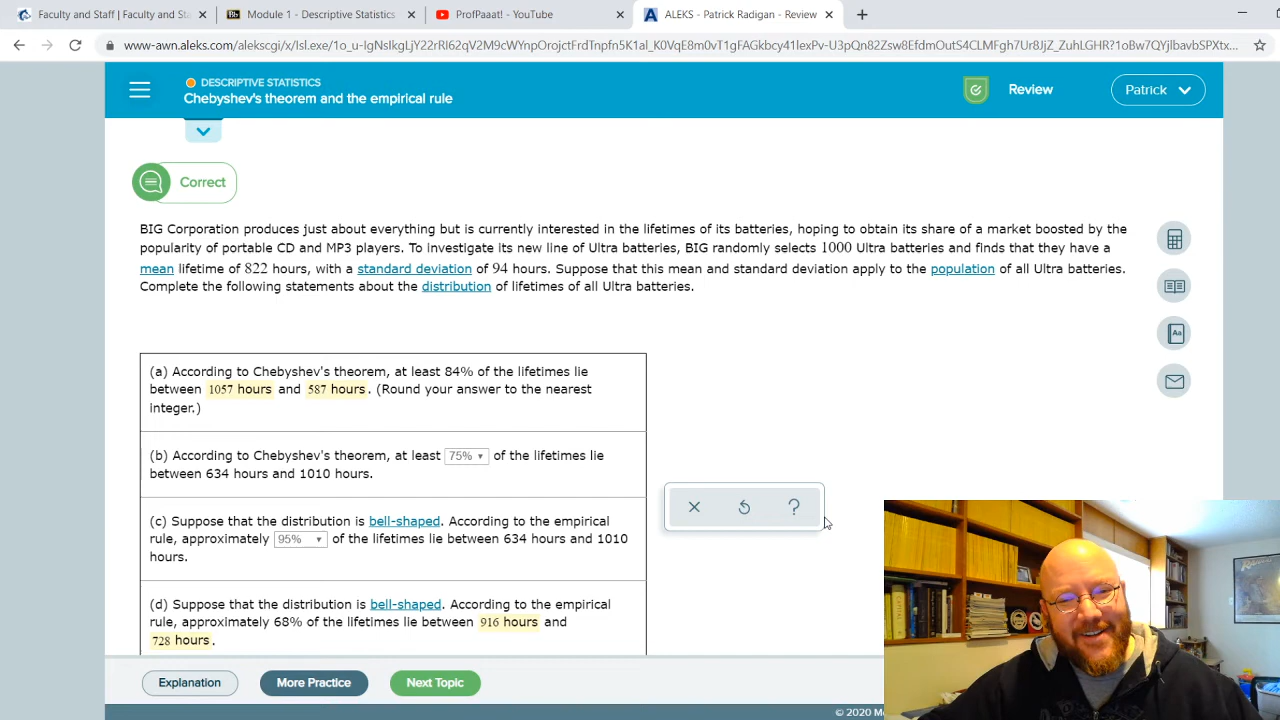 Faculty and Staff | Faculty and Sta
Module 1 - Descriptive Statistics
ProfPaaat! - YouTube
ALEKS - Patrick Radigan - Review
DESCRIPTIVE STATISTICS
Chebyshev's theorem and the empirical rule
Review
Patrick
Correct
BIG Corporation produces just about everything but is currently interested in the lifetimes of its batteries, hoping to obtain its share of a market boosted by the
popularity of portable CD and MP3 players. To investigate its new line of Ultra batteries, BIG randomly selects 1000 Ultra batteries and finds that they have a
mean lifetime of 822 hours, with a standard deviation of 94 hours. Suppose that this mean and standard deviation apply to the population of all Ultra batteries.
Complete the following statements about the distribution of lifetimes of all Ultra batteries.
(a) According to Chebyshev's theorem, at least 84% of the lifetimes lie
between 1057 hours and 587 hours. (Round your answer to the nearest
integer.)
(b) According to Chebyshev's theorem, at least 75% of the lifetimes lie
between 634 hours and 1010 hours.
(c) Suppose that the distribution is bell-shaped. According to the empirical
rule, approximately 95% of the lifetimes lie between 634 hours and 1010
hours.
(d) Suppose that the distribution is bell-shaped. According to the empirical
rule, approximately 68% of the lifetimes lie between 916 hours and
728 hours.
Explanation
More Practice
Next Topic
© 2020